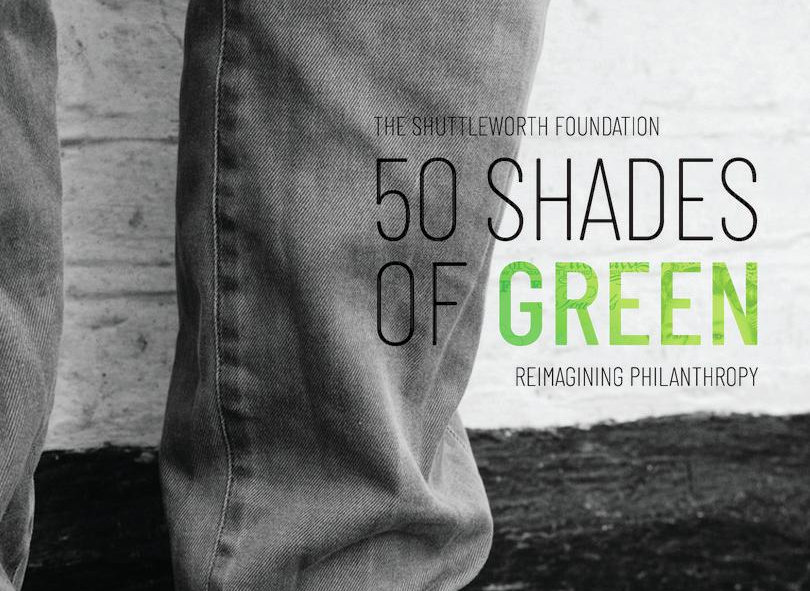 THE SHUTTLEWORTH FOUNDATION
50 SHADES
OF GREEN
REIMAGINING PHILANTHROPY